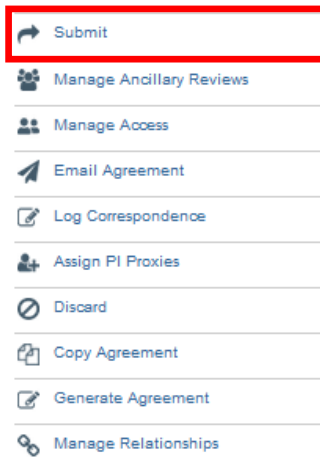 Submit
Manage Ancillary Reviews
Manage Access
Email Agreement
Log Correspondence
Assign PI Proxies
Discard
Copy Agreement
Generate Agreement
Manage Relationships